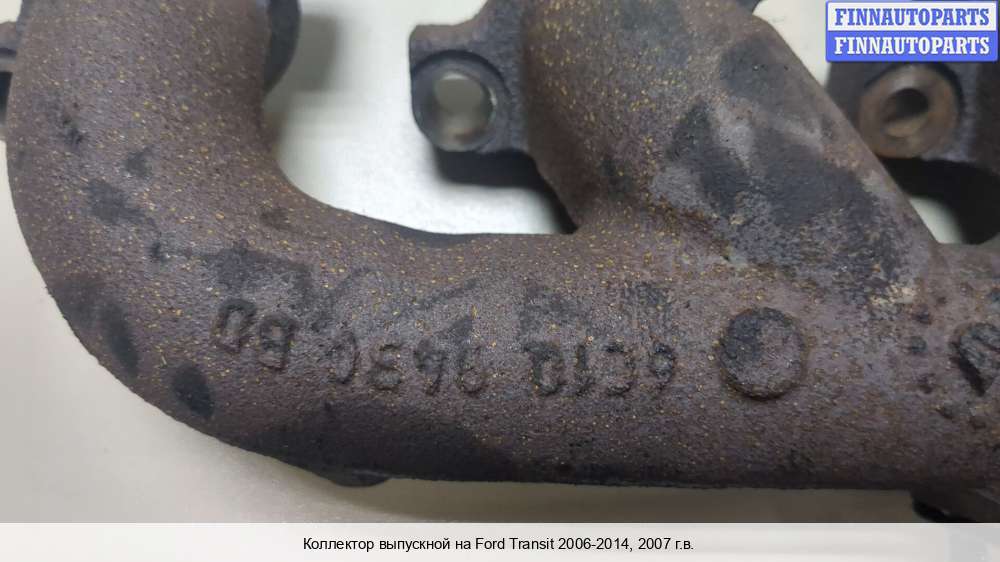 FINNAUTOPARTS
FINNAUTOPARTS
6C1Q 9430 BD
Коллектор выпускной на Ford Transit 2006-2014, 2007 г.в.